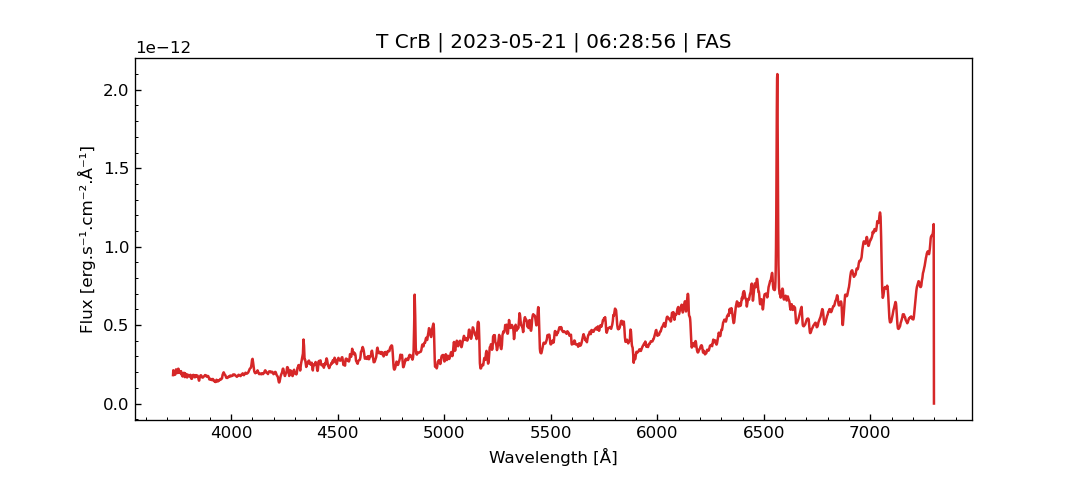 T CrB | 2023-05-21 | 06:28:56 | FAS
1e−12
2.0
1.5
1.0
0.5
0.0
Flux [erg.s⁻¹.cm⁻².Å⁻¹]
4000 4500 5000 5500 6000 6500 7000
Wavelength [Å]